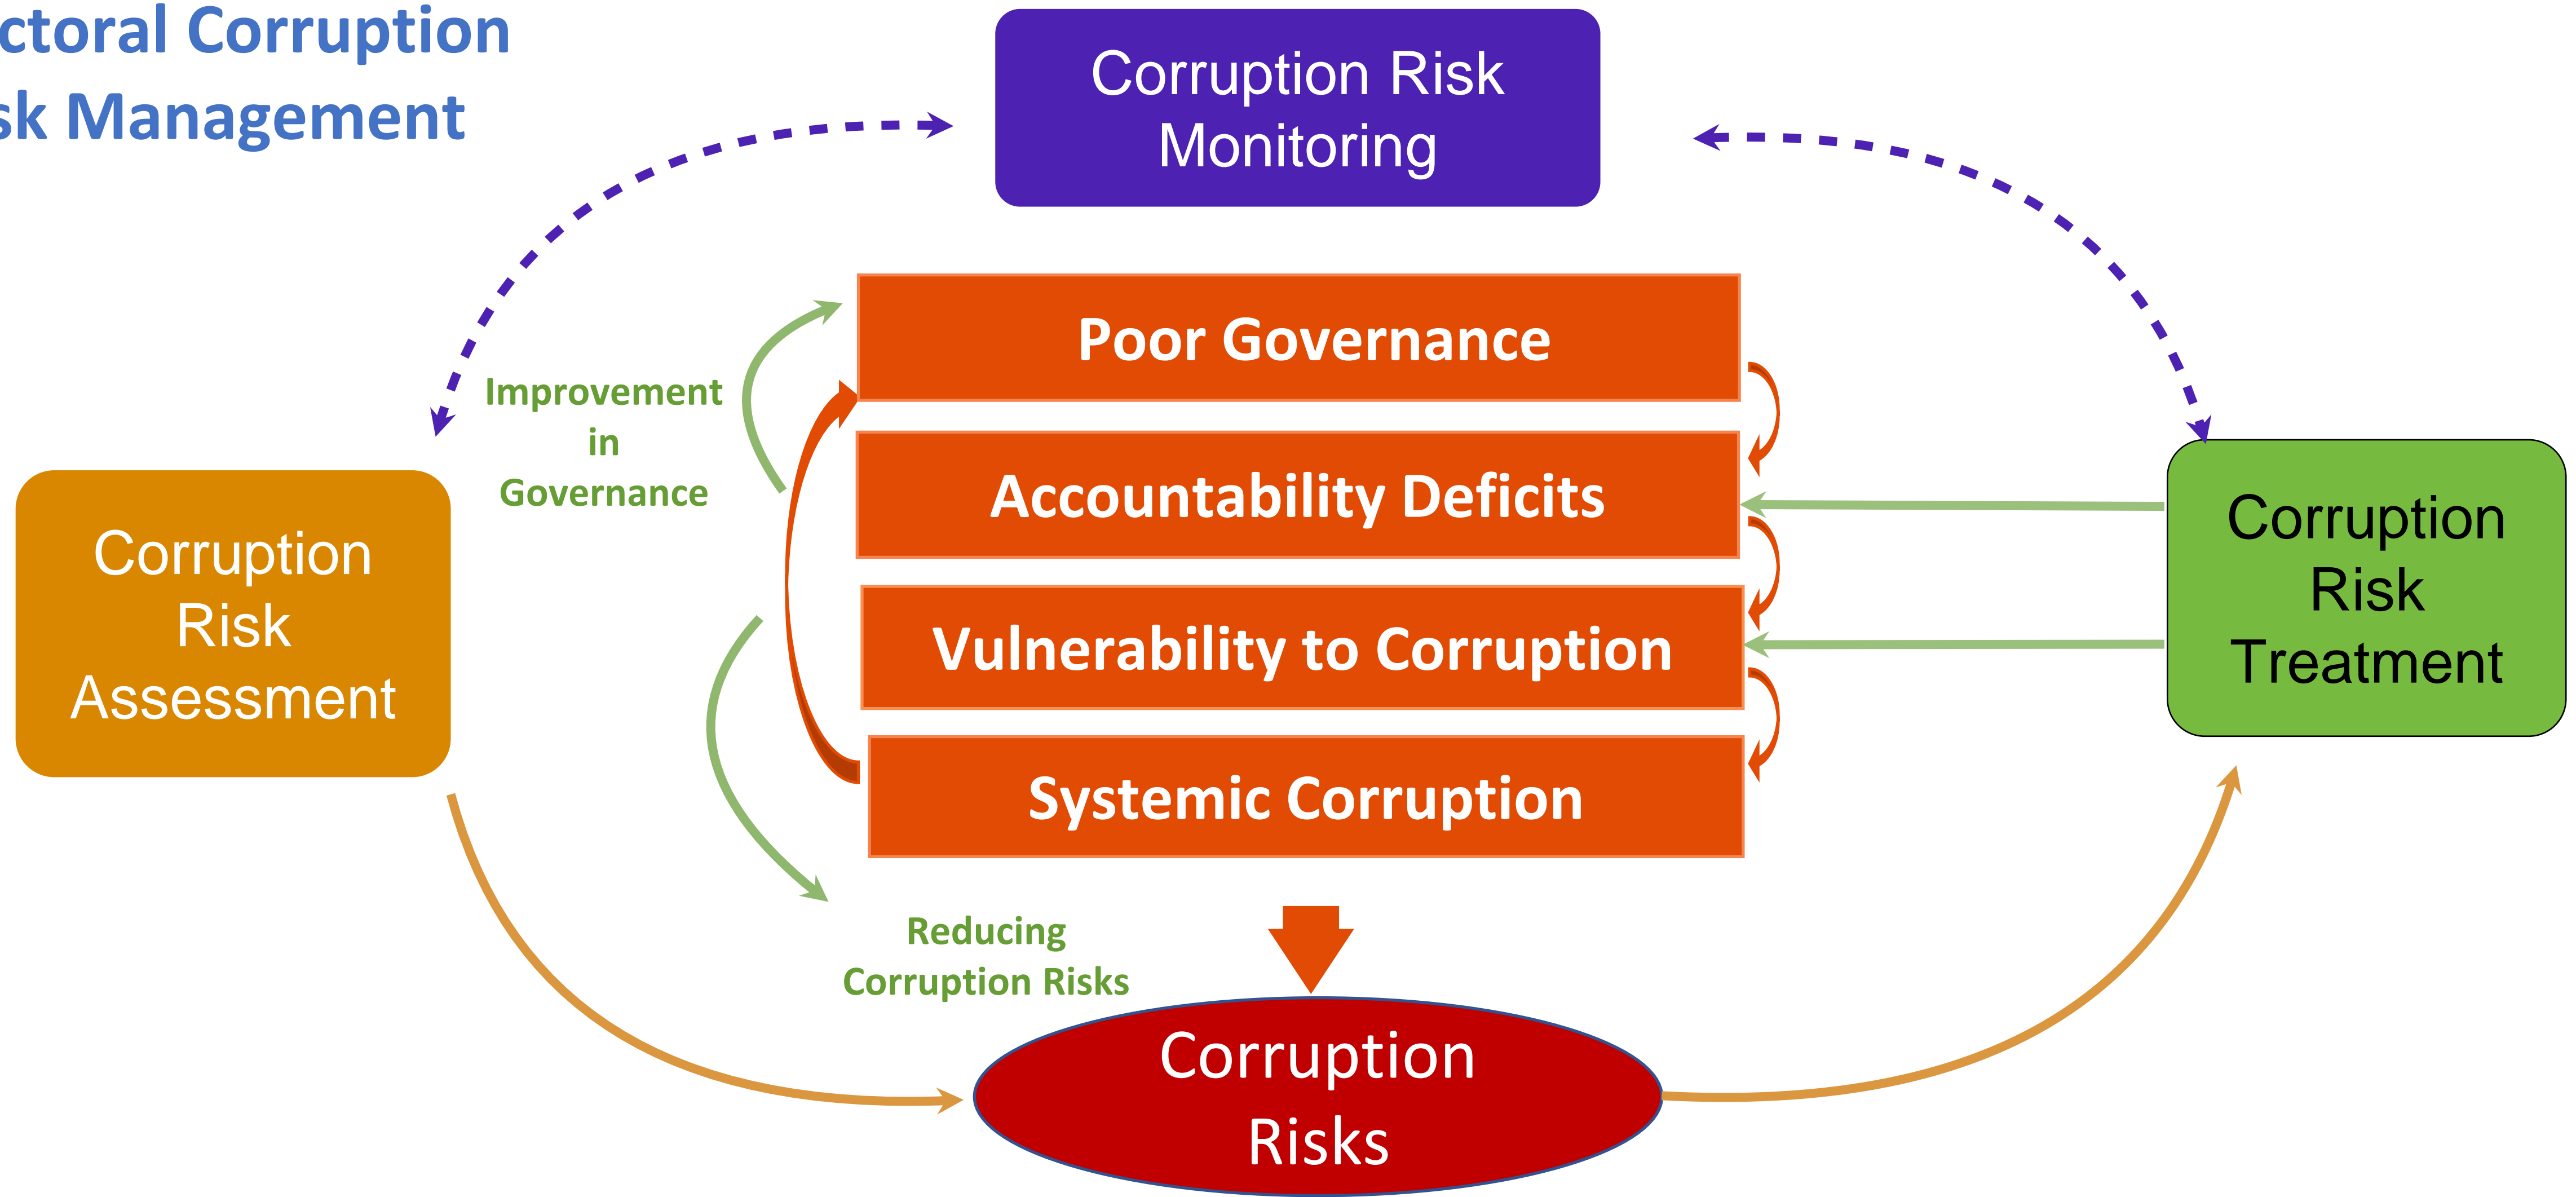 ctoral Corruption
sk Management
Corruption Risk
Monitoring
Poor Governance
Improvement
in
Governance
Accountability Deficits
Corruption
Risk
Assessment
Corruption
Risk
Treatment
Vulnerability to Corruption
Systemic Corruption
Reducing
Corruption Risks
Corruption
Risks